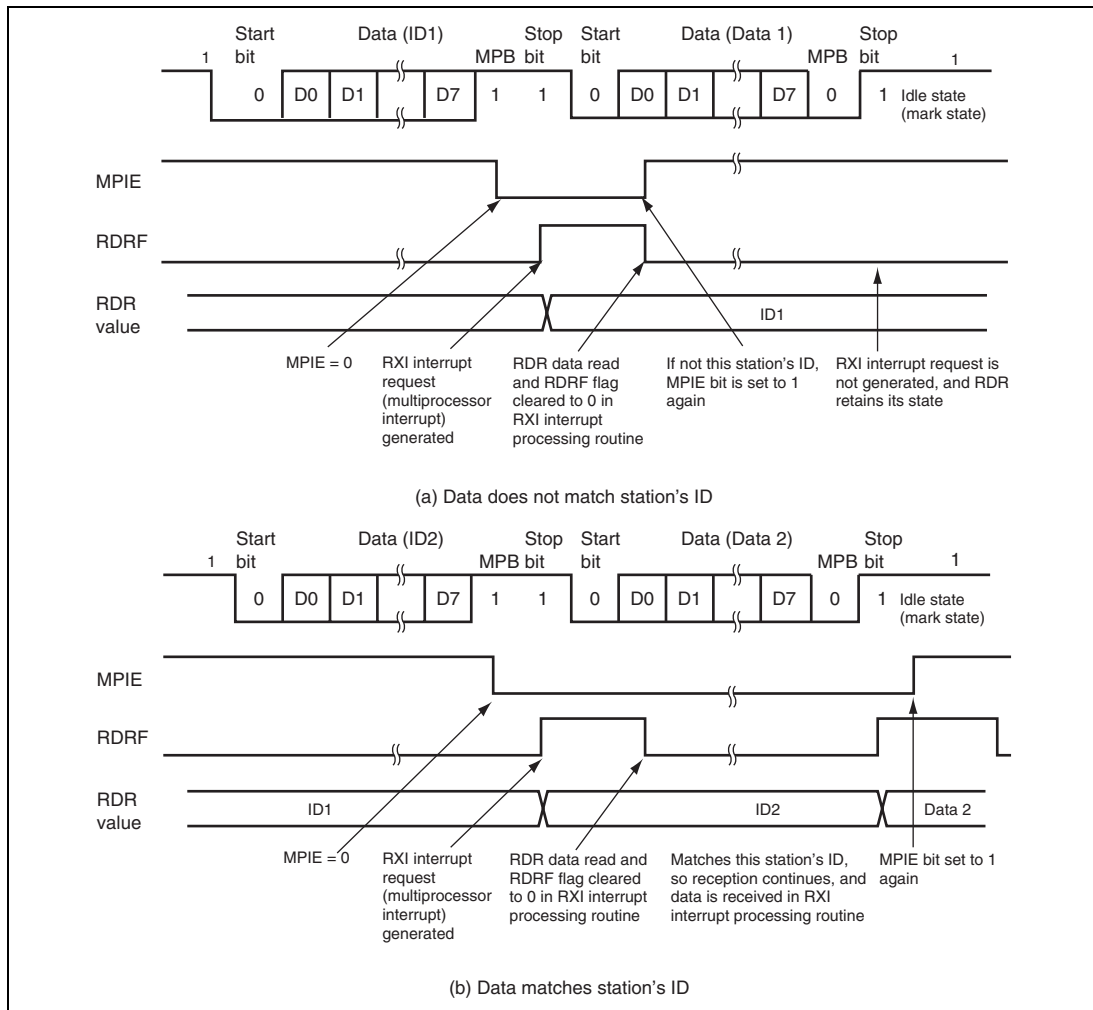 Start bit Data (ID1) Stop bit Start bit Data (Data 1) Stop bit
1 MPB MPB 1
0 D0 D1 D7 1 1 0 D0 D1 D7 0 1 Idle state (mark state)
MPIE
RDRF
RDR value
ID1
MPIE = 0
RXI interrupt
request
(multiprocessor
interrupt)
generated
RDR data read
and RDRF flag
cleared to 0 in
RXI interrupt
processing routine
If not this station's ID,
MPIE bit is set to 1
again
RXI interrupt request is
not generated, and RDR
retains its state
(a) Data does not match station's ID
Start bit Data (ID2) Stop bit Start bit Data (Data 2) Stop bit
1 MPB MPB 1
0 D0 D1 D7 1 1 0 D0 D1 D7 0 1 Idle state (mark state)
MPIE
RDRF
RDR value
ID1 ID2 Data 2
MPIE = 0
RXI interrupt
request
(multiprocessor
interrupt)
generated
RDR data read and
RDRF flag cleared
to 0 in RXI interrupt
processing routine
Matches this station's ID,
so reception continues, and
data is received in RXI
interrupt processing routine
MPIE bit set to 1
again
(b) Data matches station's ID